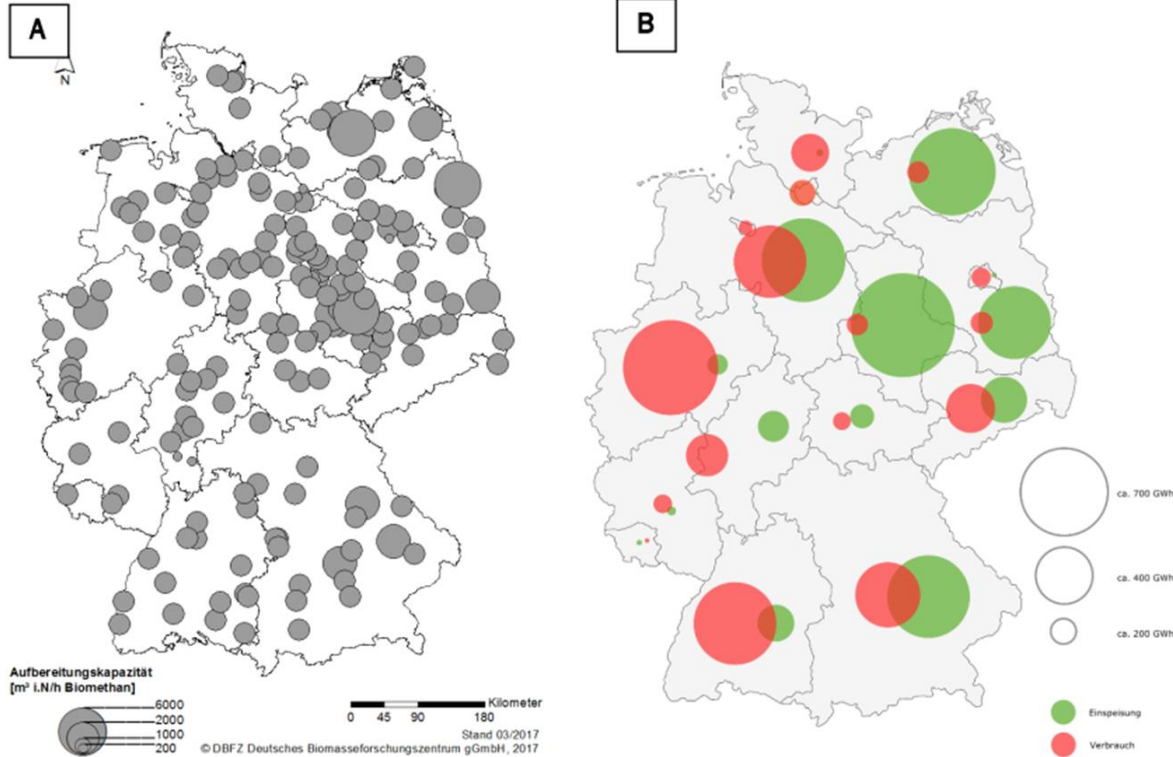 A
N
Aufbereitungskapazität
[m³ i.N/h Biomethan]
6000
2000
1000
200
Kilometer
0 45 90 180
Stand 03/2017
© DBFZ Deutsches Biomasseforschungszentrum gGmbH, 2017
B
ca. 700 GWh
ca. 400 GWh
ca. 200 GWh
Einspeisung
Verbrauch